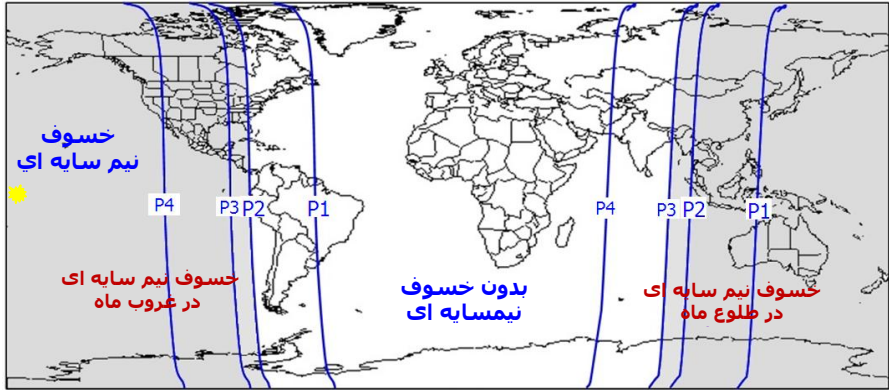 خسوف
نیم سایه اي
P4
P3
P2
P1
P4
P3
P2
P1
خسوف نیم سایه ای
در غروب ماه
بدون خسوف
نیمسایه ای
خسوف نیم سایه ای
در طلوع ماه